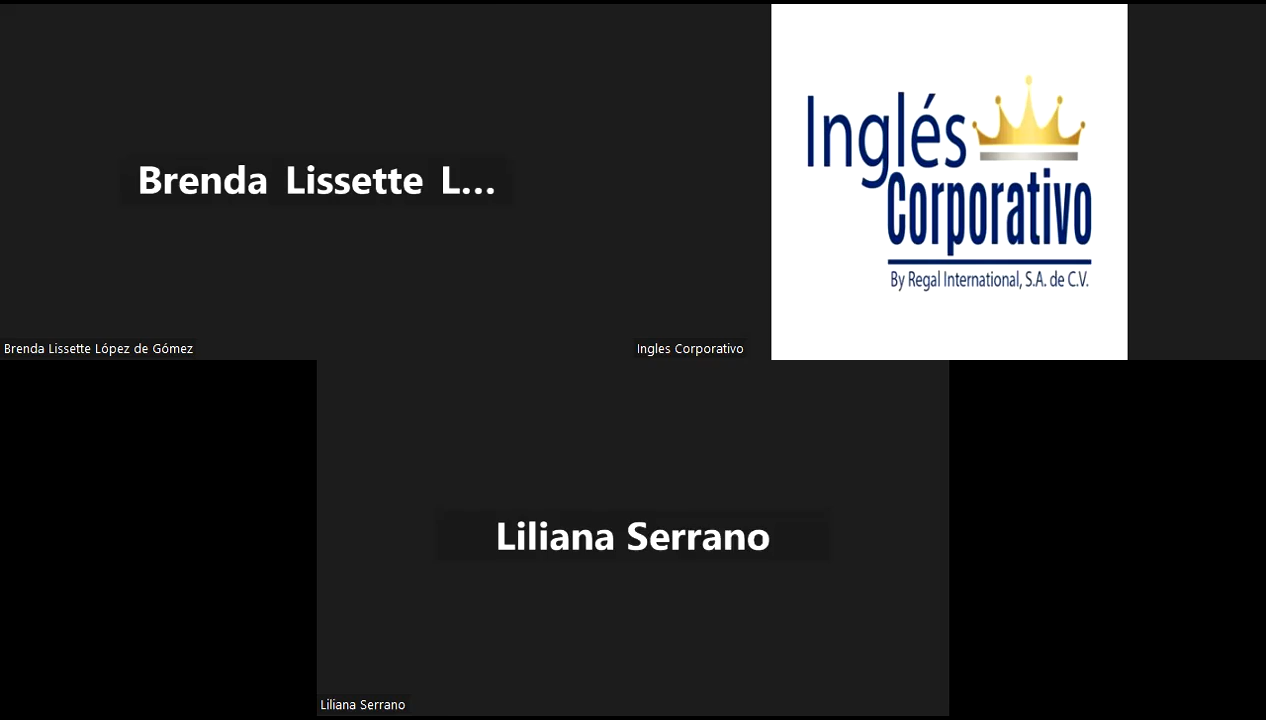 Brenda Lissette L...
Inglés
Corporativo
By Regal International, S.A. de C.V.
Brenda Lissette López de Gómez
Ingles Corporativo
Liliana Serrano
Liliana Serrano